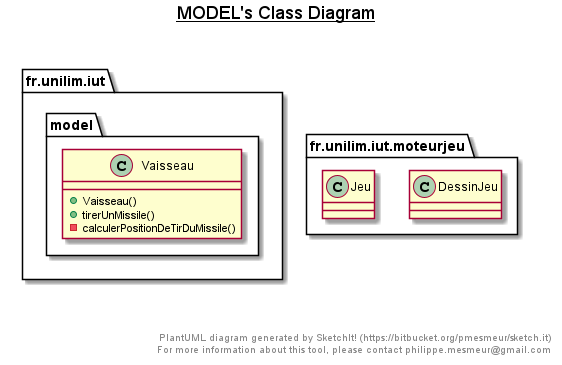 MODEL's Class Diagram
fr.unilim.iut
model
C Vaisseau
Vaisseau()
tirerUnMissile()
calculerPositionDeTirDuMissile()
fr.unilim.iut.moteurjeu
C Jeu
C DessinJeu
PlantUML diagram generated by SketchIt! (https://bitbucket.org/pmesmeur/sketch.it)
For more information about this tool, please contact philippe.mesmeur@gmail.com